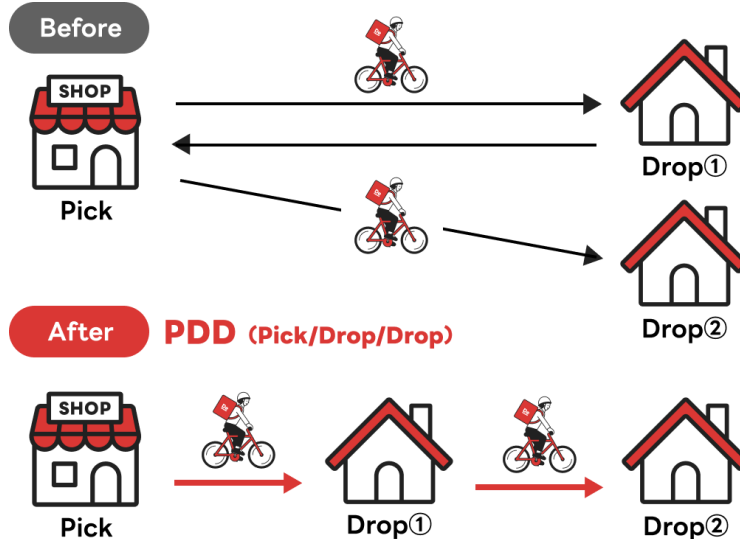 Before
SHOP
Pick
Drop①
Drop②
After
PDD (Pick/Drop/Drop)
SHOP
Pick
Drop①
Drop②